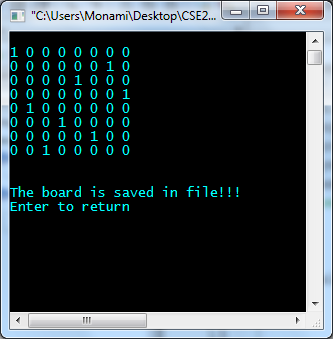 "C:\Users\Monami\Desktop\CSE2...
1 0 0 0 0 0 0 0
0 0 0 0 0 0 1 0
0 0 0 0 1 0 0 0
0 0 0 0 0 0 0 1
0 1 0 0 0 0 0 0
0 0 0 1 0 0 0 0
0 0 0 0 0 1 0 0
0 0 1 0 0 0 0 0
The board is saved in file!!!
Enter to return